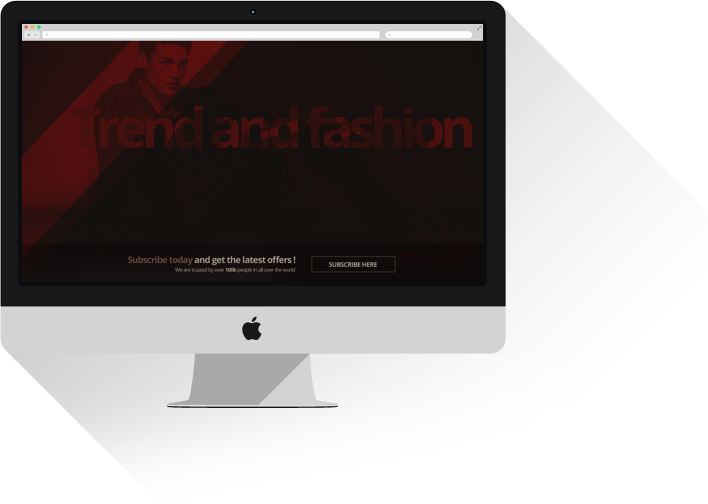 Trend and fashion
Subscribe today and get the latest offers !
We are trusted by over 100k people in all over the world
SUBSCRIBE HERE